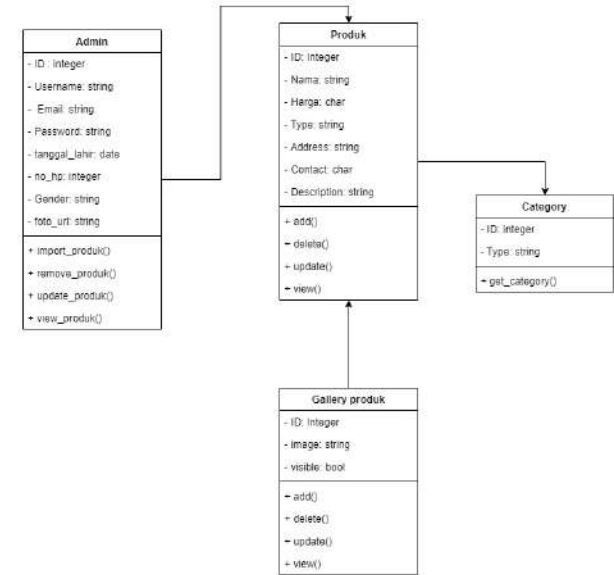 Admin
- ID : integer
- Username: string
- Email: string
- Password: string
- tanggal_lahir: date
- no_hp: integer
- Gender: string
- foto_url: string
+ import_produk()
+ remove_produk()
+ update_produk()
+ view_produk()
Produk
- ID: Integer
- Nama: string
- Harga: char
- Type: string
- Address: string
- Contact: char
- Description: string
+ add()
+ delete()
+ update()
+ view()
Category
- ID: Integer
- Type: string
+ get_category()
Gallery produk
- ID: Integer
- image: string
- visible: bool
+ add()
+ delete()
+ update()
+ view()